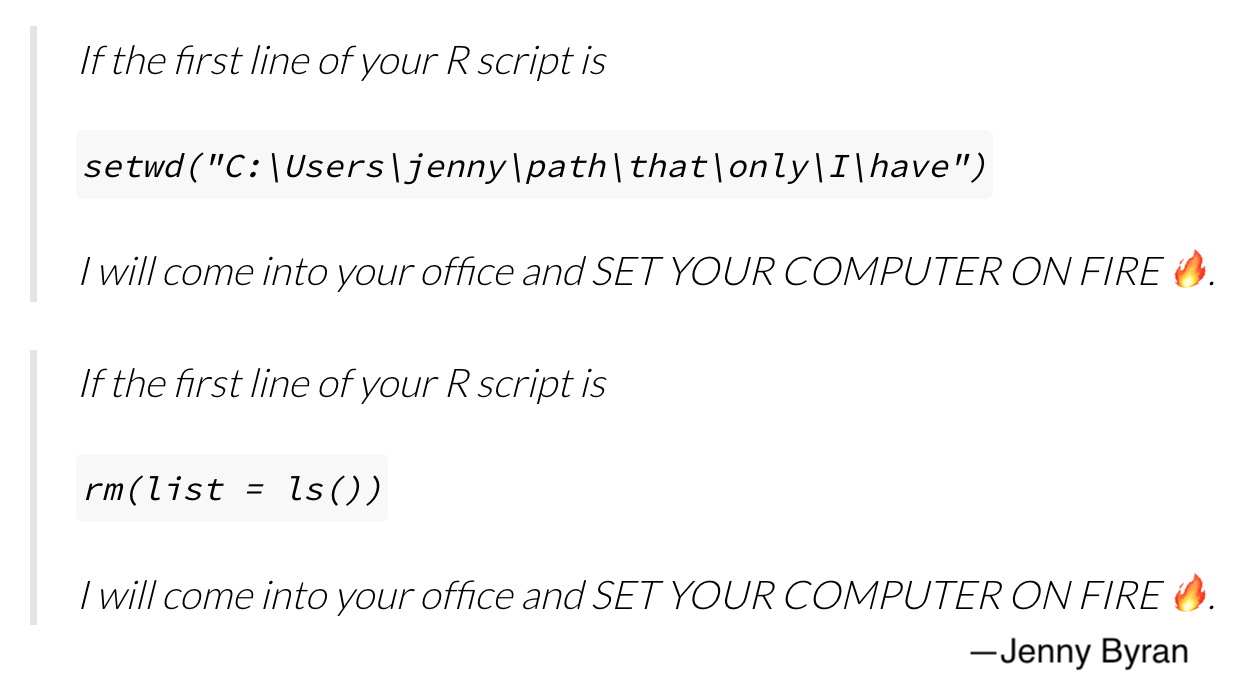 If the first line of your R script is
setwd("C:\Users\jenny\path\that\only\I\have")
I will come into your office and SET YOUR COMPUTER ON FIRE 🔥.
If the first line of your R script is
rm(list = ls())
I will come into your office and SET YOUR COMPUTER ON FIRE 🔥.
—Jenny Byran